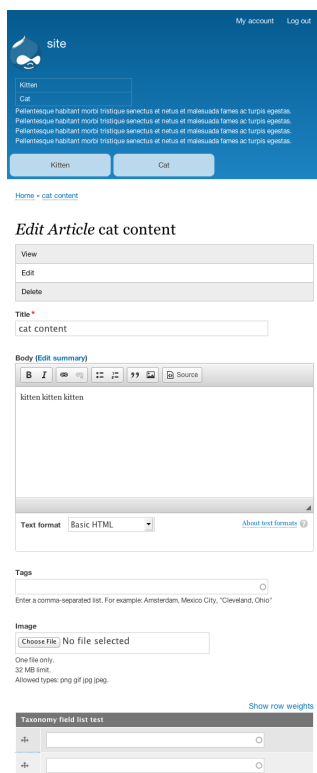 My account Log out
site
Kitten
Cat
Pellentesque habitant morbi tristique senectus et netus et malesuada fames ac turpis egestas.
Pellentesque habitant morbi tristique senectus et netus et malesuada fames ac turpis egestas.
Pellentesque habitant morbi tristique senectus et netus et malesuada fames ac turpis egestas.
Pellentesque habitant morbi tristique senectus et netus et malesuada fames ac turpis egestas.
Kitten Cat
Home » cat content
Edit Article cat content
View
Edit
Delete
Title *
cat content
Body (Edit summary)
B I Source
kitten kitten kitten
Text format Basic HTML About text formats ?
Tags
Enter a comma-separated list. For example: Amsterdam, Mexico City, "Cleveland, Ohio"
Image
Choose File No file selected
One file only.
32 MB limit.
Allowed types: png gif jpg jpeg.
Show row weights
Taxonomy field list test